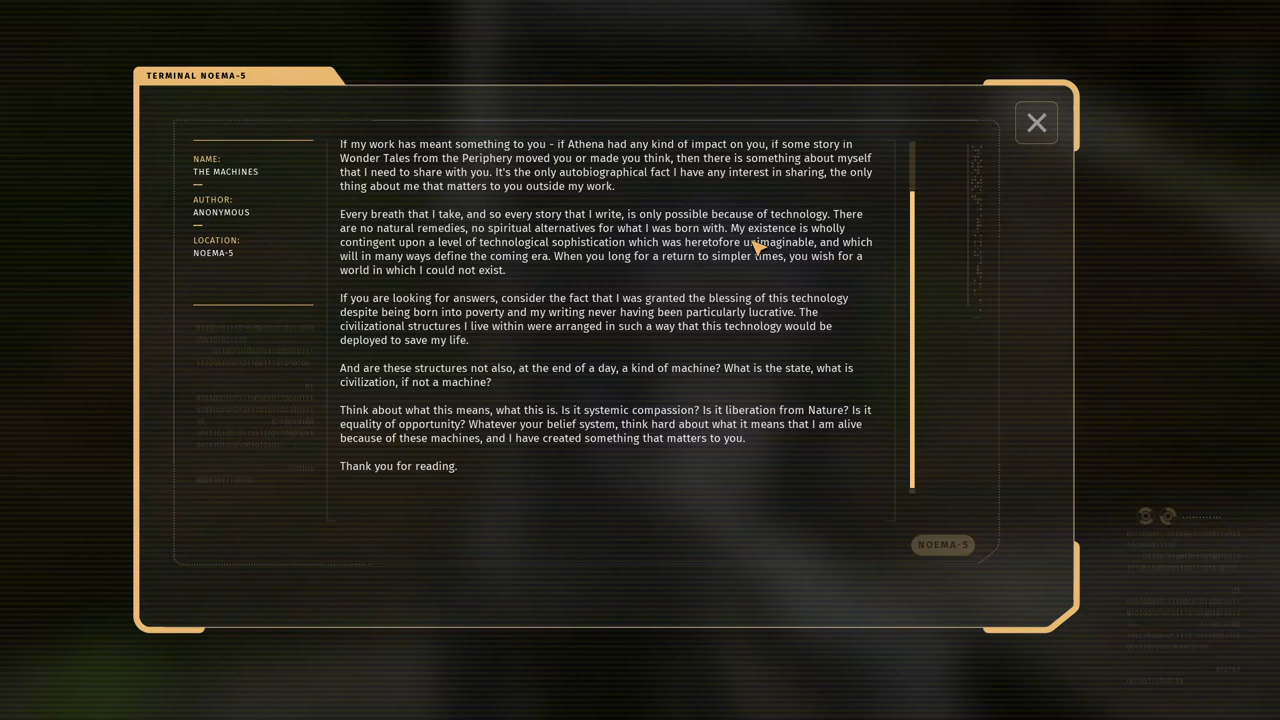 TERMINAL NOEMA-5
NAME:
THE MACHINES
AUTHOR:
ANONYMOUS
LOCATION:
NOEMA-5
If my work has meant something to you - if Athena had any kind of impact on you, if some story in
Wonder Tales from the Periphery moved you or made you think, then there is something about myself
that I need to share with you. It's the only autobiographical fact I have any interest in sharing, the only
thing about me that matters to you outside my work.
Every breath that I take, and so every story that I write, is only possible because of technology. There
are no natural remedies, no spiritual alternatives for what I was born with. My existence is wholly
contingent upon a level of technological sophistication which was heretofore unimaginable, and which
will in many ways define the coming era. When you long for a return to simpler times, you wish for a
world in which I could not exist.
If you are looking for answers, consider the fact that I was granted the blessing of this technology
despite being born into poverty and my writing never having been particularly lucrative. The
civilizational structures I live within were arranged in such a way that this technology would be
deployed to save my life.
And are these structures not also, at the end of a day, a kind of machine? What is the state, what is
civilization, if not a machine?
Think about what this means, what this is. Is it systemic compassion? Is it liberation from Nature? Is it
equality of opportunity? Whatever your belief system, think hard about what it means that I am alive
because of these machines, and I have created something that matters to you.
Thank you for reading.
NOEMA-5